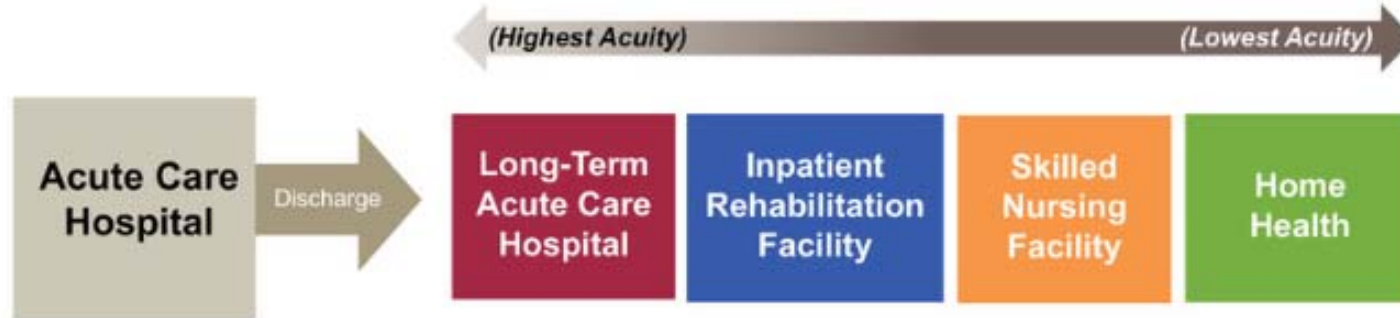 (Highest Acuity)
(Lowest Acuity)
Acute Care
Hospital
Discharge
Long-Term
Acute Care
Hospital
Inpatient
Rehabilitation
Facility
Skilled
Nursing
Facility
Home
Health